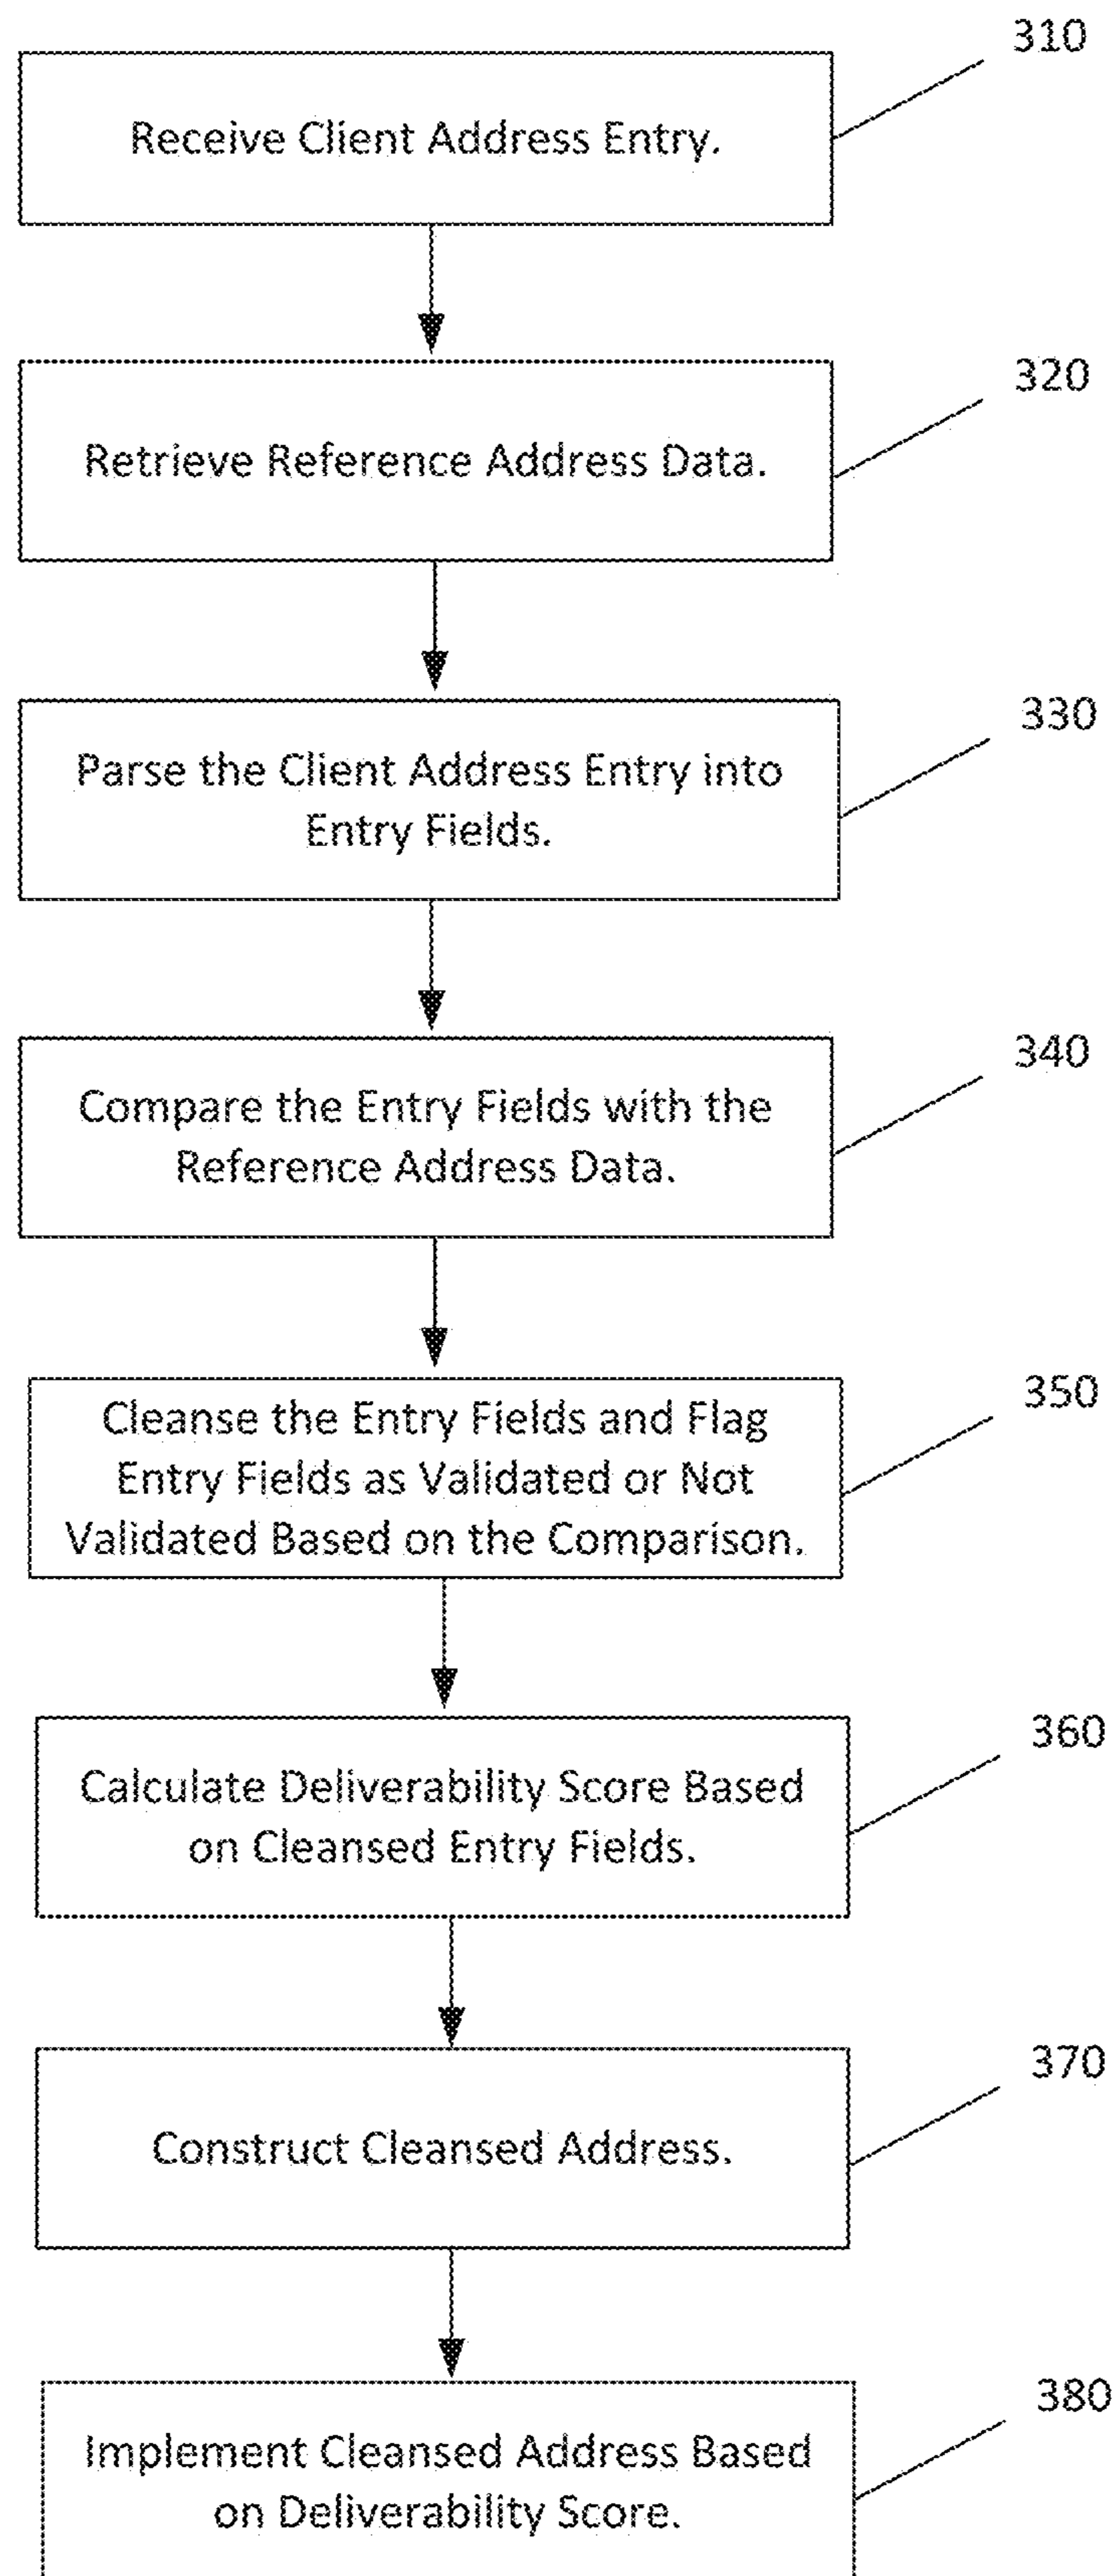 310
Receive Client Address Entry.
320
Retrieve Reference Address Data.
330
Parse the Client Address Entry into
Entry Fields.
340
Compare the Entry Fields with the
Reference Address Data.
350
Cleanse the Entry Fields and Flag
Entry Fields as Validated or Not
Validated Based on the Comparison.
360
Calculate Deliverability Score Based
on Cleansed Entry Fields.
370
Construct Cleansed Address.
380
Implement Cleansed Address Based
on Deliverability Score.